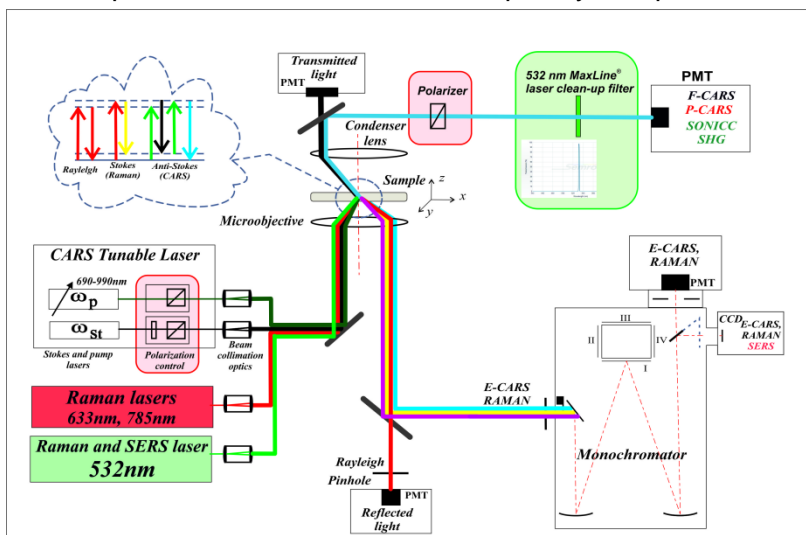 Transmitted
light
PMT
Polarizer
532 nm MaxLine®
laser clean-up filter
PMT
F-CARS
P-CARS
SONICC
SHG
Condenser
lens
Rayleigh
Stokes
(Raman)
Anti-Stokes
(CARS)
Sample
z
x
y
Microobjective
CARS Tunable Laser
690-990nm
ωp
ωSt
Stokes and pump
lasers
Polarization
control
Beam
collimation
optics
Raman lasers
633nm, 785nm
Raman and SERS laser
532nm
E-CARS
RAMAN
Rayleigh
Pinhole
PMT
Reflected
light
E-CARS,
RAMAN
PMT
III
II
IV
I
CCD
E-CARS,
RAMAN
SERS
Monochromator